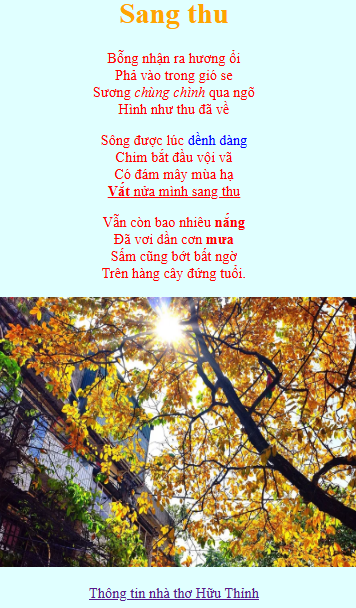 Sang thu
Bỗng nhận ra hương ổi
Phả vào trong gió se
Sương chùng chình qua ngõ
Hình như thu đã về
Sông được lúc dềnh dàng
Chim bắt đầu vội vã
Có đám mây mùa hạ
Vắt nửa mình sang thu
Vẫn còn bao nhiêu nắng
Đã vơi dần cơn mưa
Sấm cũng bớt bất ngờ
Trên hàng cây đứng tuổi.
Thông tin nhà thơ Hữu Thỉnh